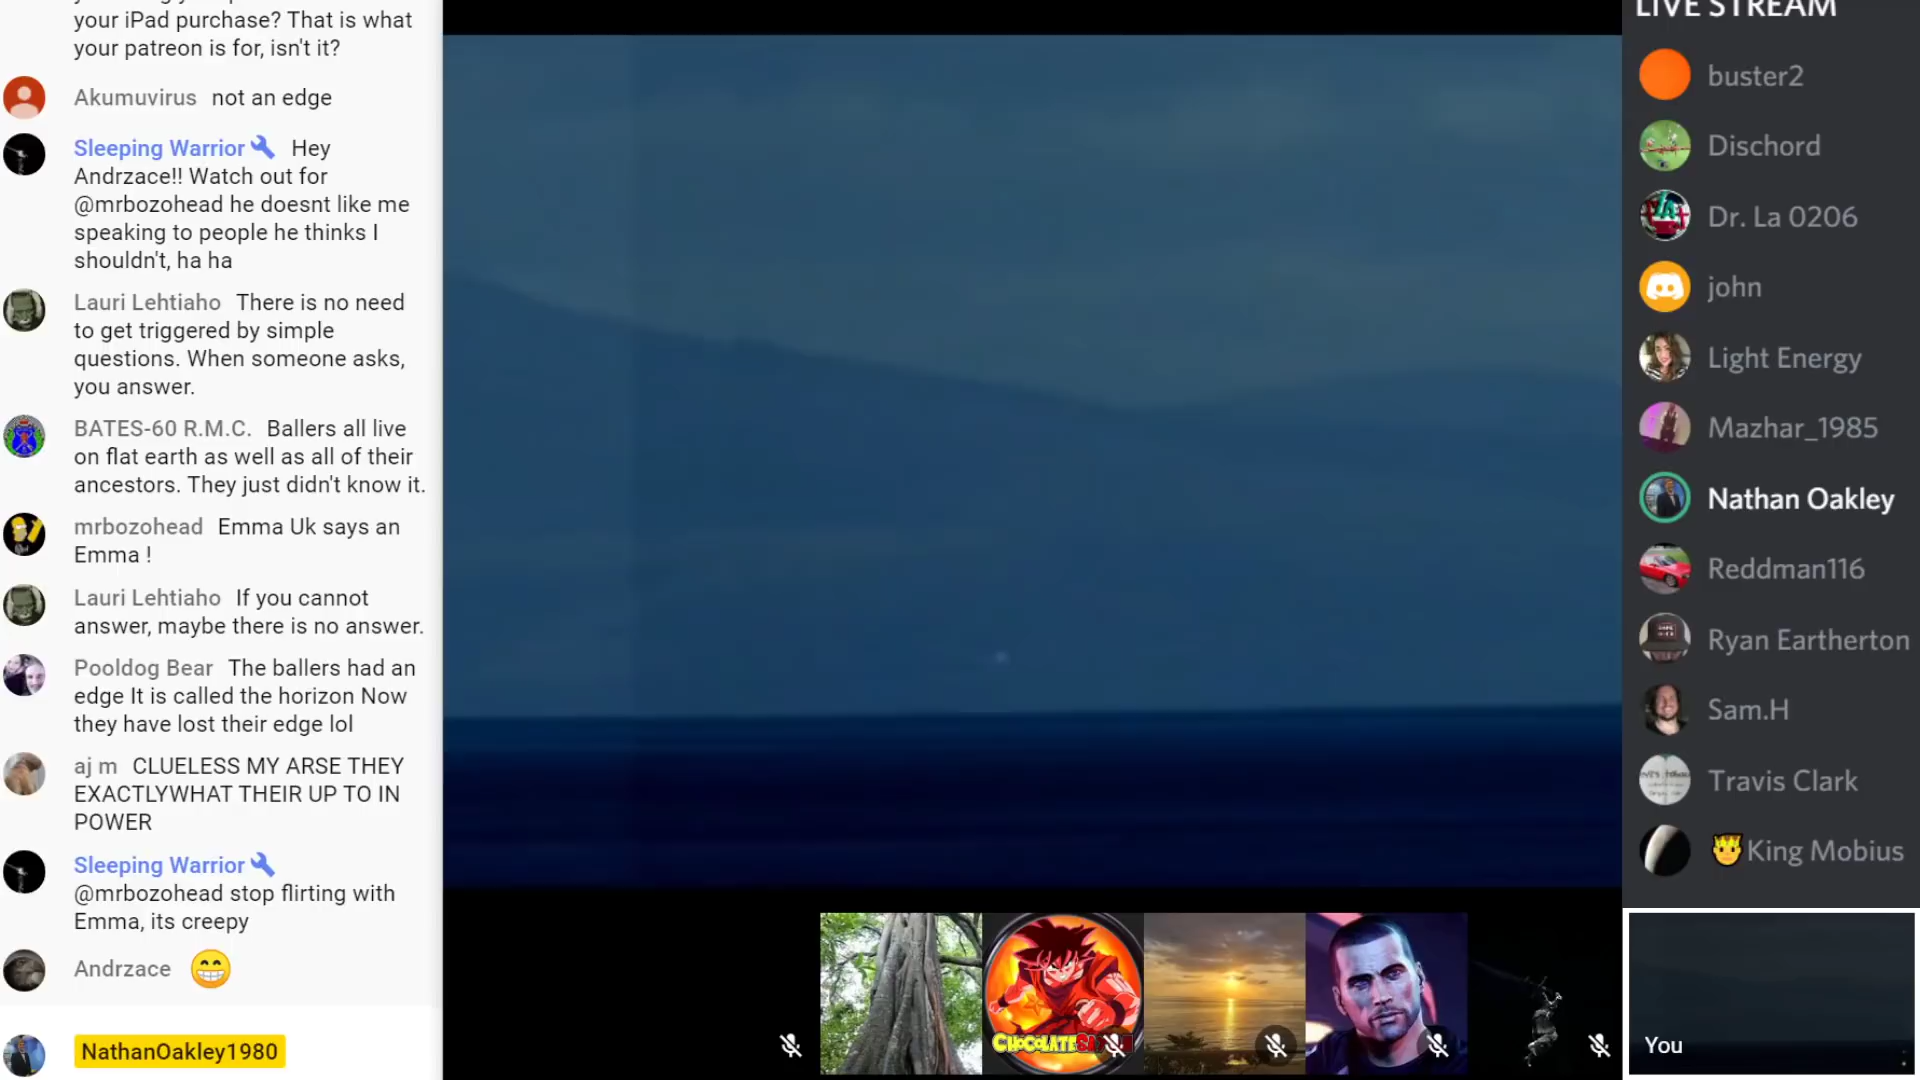 your iPad purchase? That is what
your patreon is for, isn't it?
Akumuvirus not an edge
Sleeping Warrior Hey
Andrzace!! Watch out for
@mrbozohead he doesnt like me
speaking to people he thinks I
shouldn't, ha ha
Lauri Lehtiaho There is no need
to get triggered by simple
questions. When someone asks,
you answer.
BATES-60 R.M.C. Ballers all live
on flat earth as well as all of their
ancestors. They just didn't know it.
mrbozohead Emma Uk says an
Emma !
Lauri Lehtiaho If you cannot
answer, maybe there is no answer.
Pooldog Bear The ballers had an
edge It is called the horizon Now
they have lost their edge lol
aj m CLUELESS MY ARSE THEY
EXACTLYWHAT THEIR UP TO IN
POWER
Sleeping Warrior
@mrbozohead stop flirting with
Emma, its creepy
Andrzace
NathanOakley1980
CHOCOLATE
LIVE STREAM
buster2
Dischord
Dr. La 0206
john
Light Energy
Mazhar_1985
Nathan Oakley
Reddman116
Ryan Eartherton
Sam.H
Travis Clark
King Mobius
You